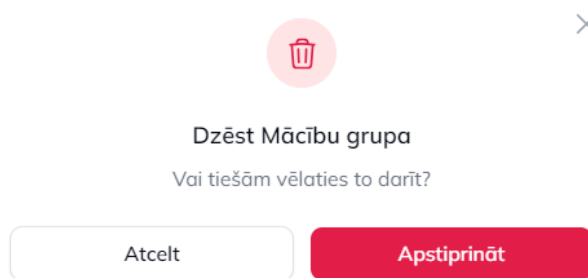 Dzēst Mācību grupa
Vai tiešām vēlaties to darīt?
Atcelt
Apstiprināt